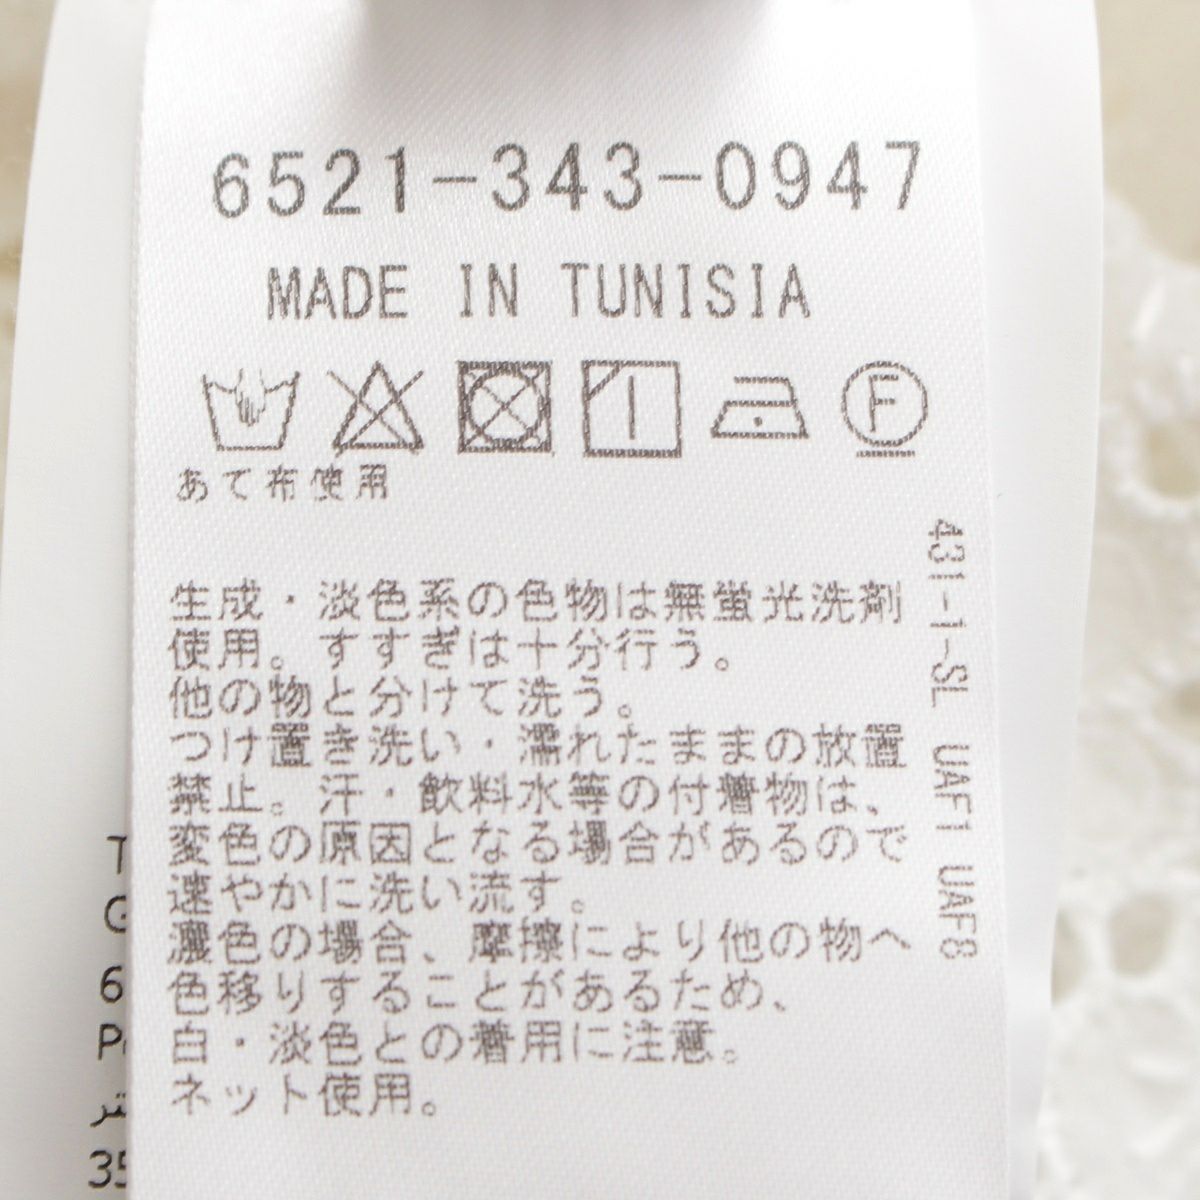 6521-343-0947
MADE IN TUNISIA
F
あて布使用
生成・淡色系の色物は無蛍光洗剤
使用。すすぎは十分行う。
他の物と分けて洗う。
つけ置き洗い・濡れたままの放置
禁止。汗・飲料水等の付着物は、
変色の原因となる場合があるので
速やかに洗い流す。
濃色の場合、摩擦により他の物へ
色移りすることがあるため、
白・淡色との着用に注意。
ネット使用。
431-1-SL UAF1 UAF8
T
G
6
P
35